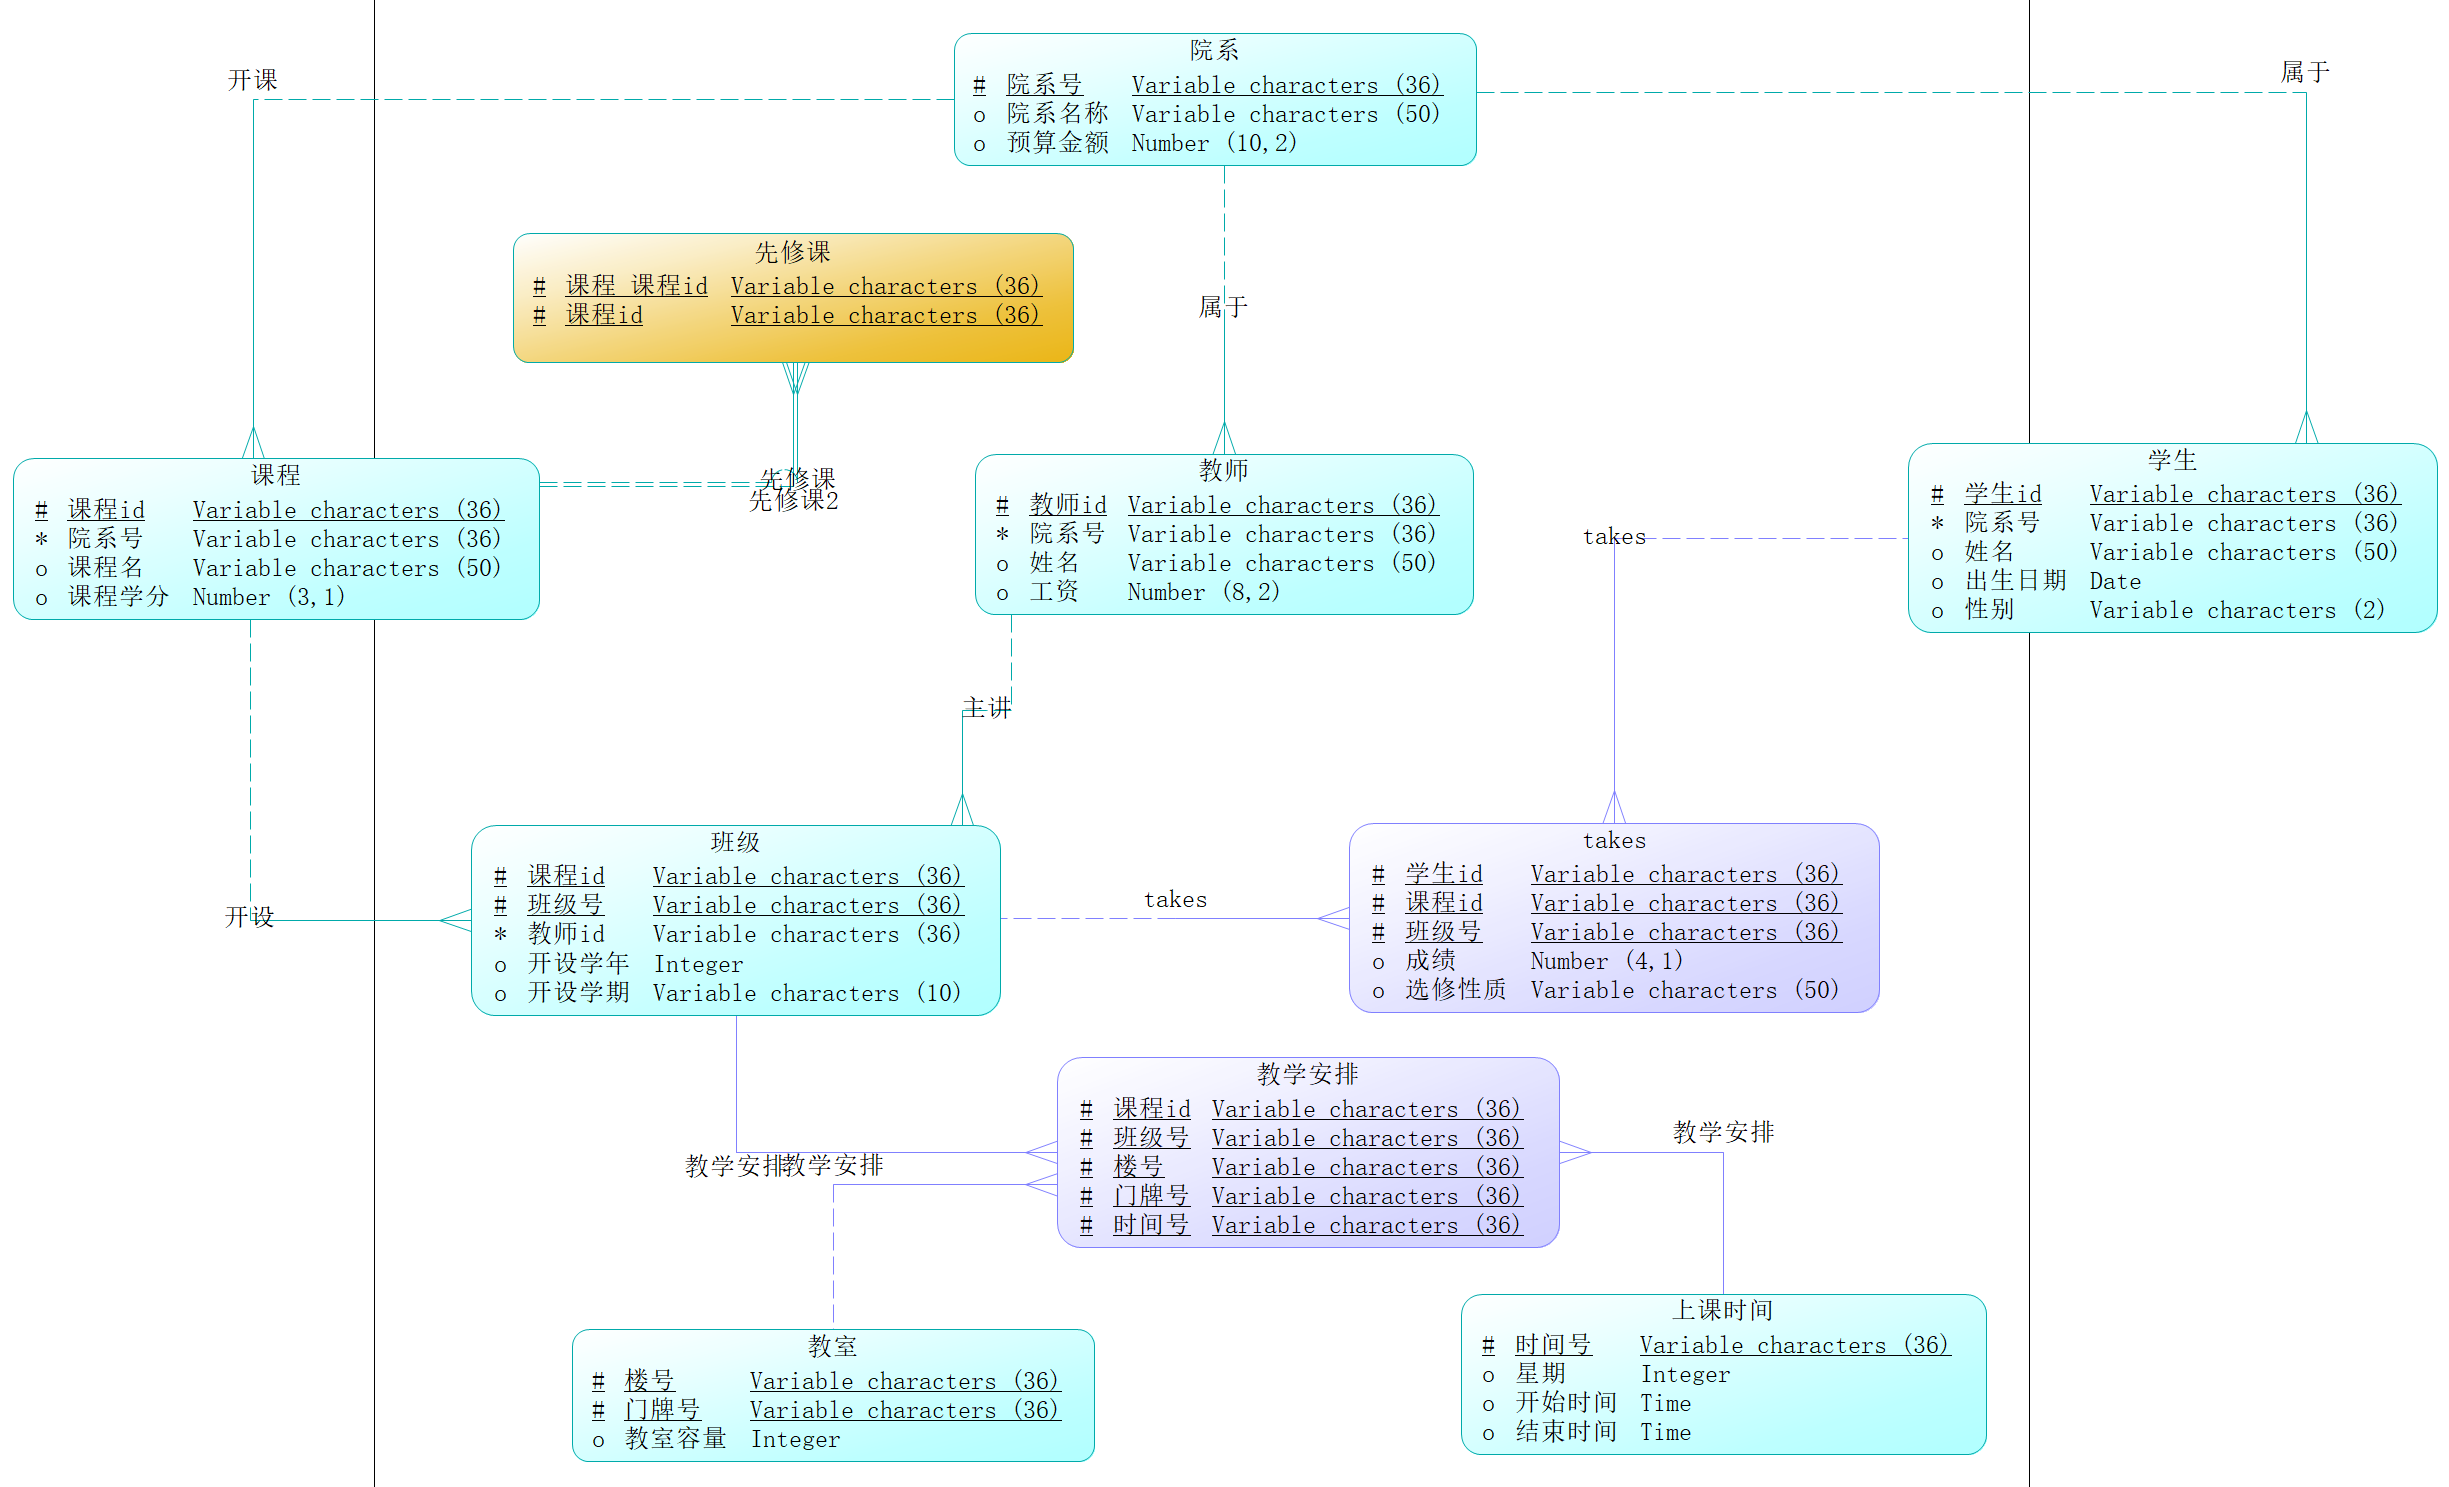 院系
# 院系号 Variable characters (36)
o 院系名称 Variable characters (50)
o 预算金额 Number (10,2)
开课
属于
先修课
# 课程_课程id Variable characters (36)
# 课程id Variable characters (36)
属于
课程
# 课程id Variable characters (36)
* 院系号 Variable characters (36)
o 课程名 Variable characters (50)
o 课程学分 Number (3,1)
先修课
先修课2
教师
# 教师id Variable characters (36)
* 院系号 Variable characters (36)
o 姓名 Variable characters (50)
o 工资 Number (8,2)
学生
# 学生id Variable characters (36)
* 院系号 Variable characters (36)
o 姓名 Variable characters (50)
o 出生日期 Date
o 性别 Variable characters (2)
takes
主讲
开设
班级
# 课程id Variable characters (36)
# 班级号 Variable characters (36)
* 教师id Variable characters (36)
o 开设学年 Integer
o 开设学期 Variable characters (10)
takes
takes
# 学生id Variable characters (36)
# 课程id Variable characters (36)
# 班级号 Variable characters (36)
o 成绩 Number (4,1)
o 选修性质 Variable characters (50)
教学安排
# 课程id Variable characters (36)
# 班级号 Variable characters (36)
# 楼号 Variable characters (36)
# 门牌号 Variable characters (36)
# 时间号 Variable characters (36)
教学安排
教学安排
教学安排
教室
# 楼号 Variable characters (36)
# 门牌号 Variable characters (36)
o 教室容量 Integer
上课时间
# 时间号 Variable characters (36)
o 星期 Integer
o 开始时间 Time
o 结束时间 Time